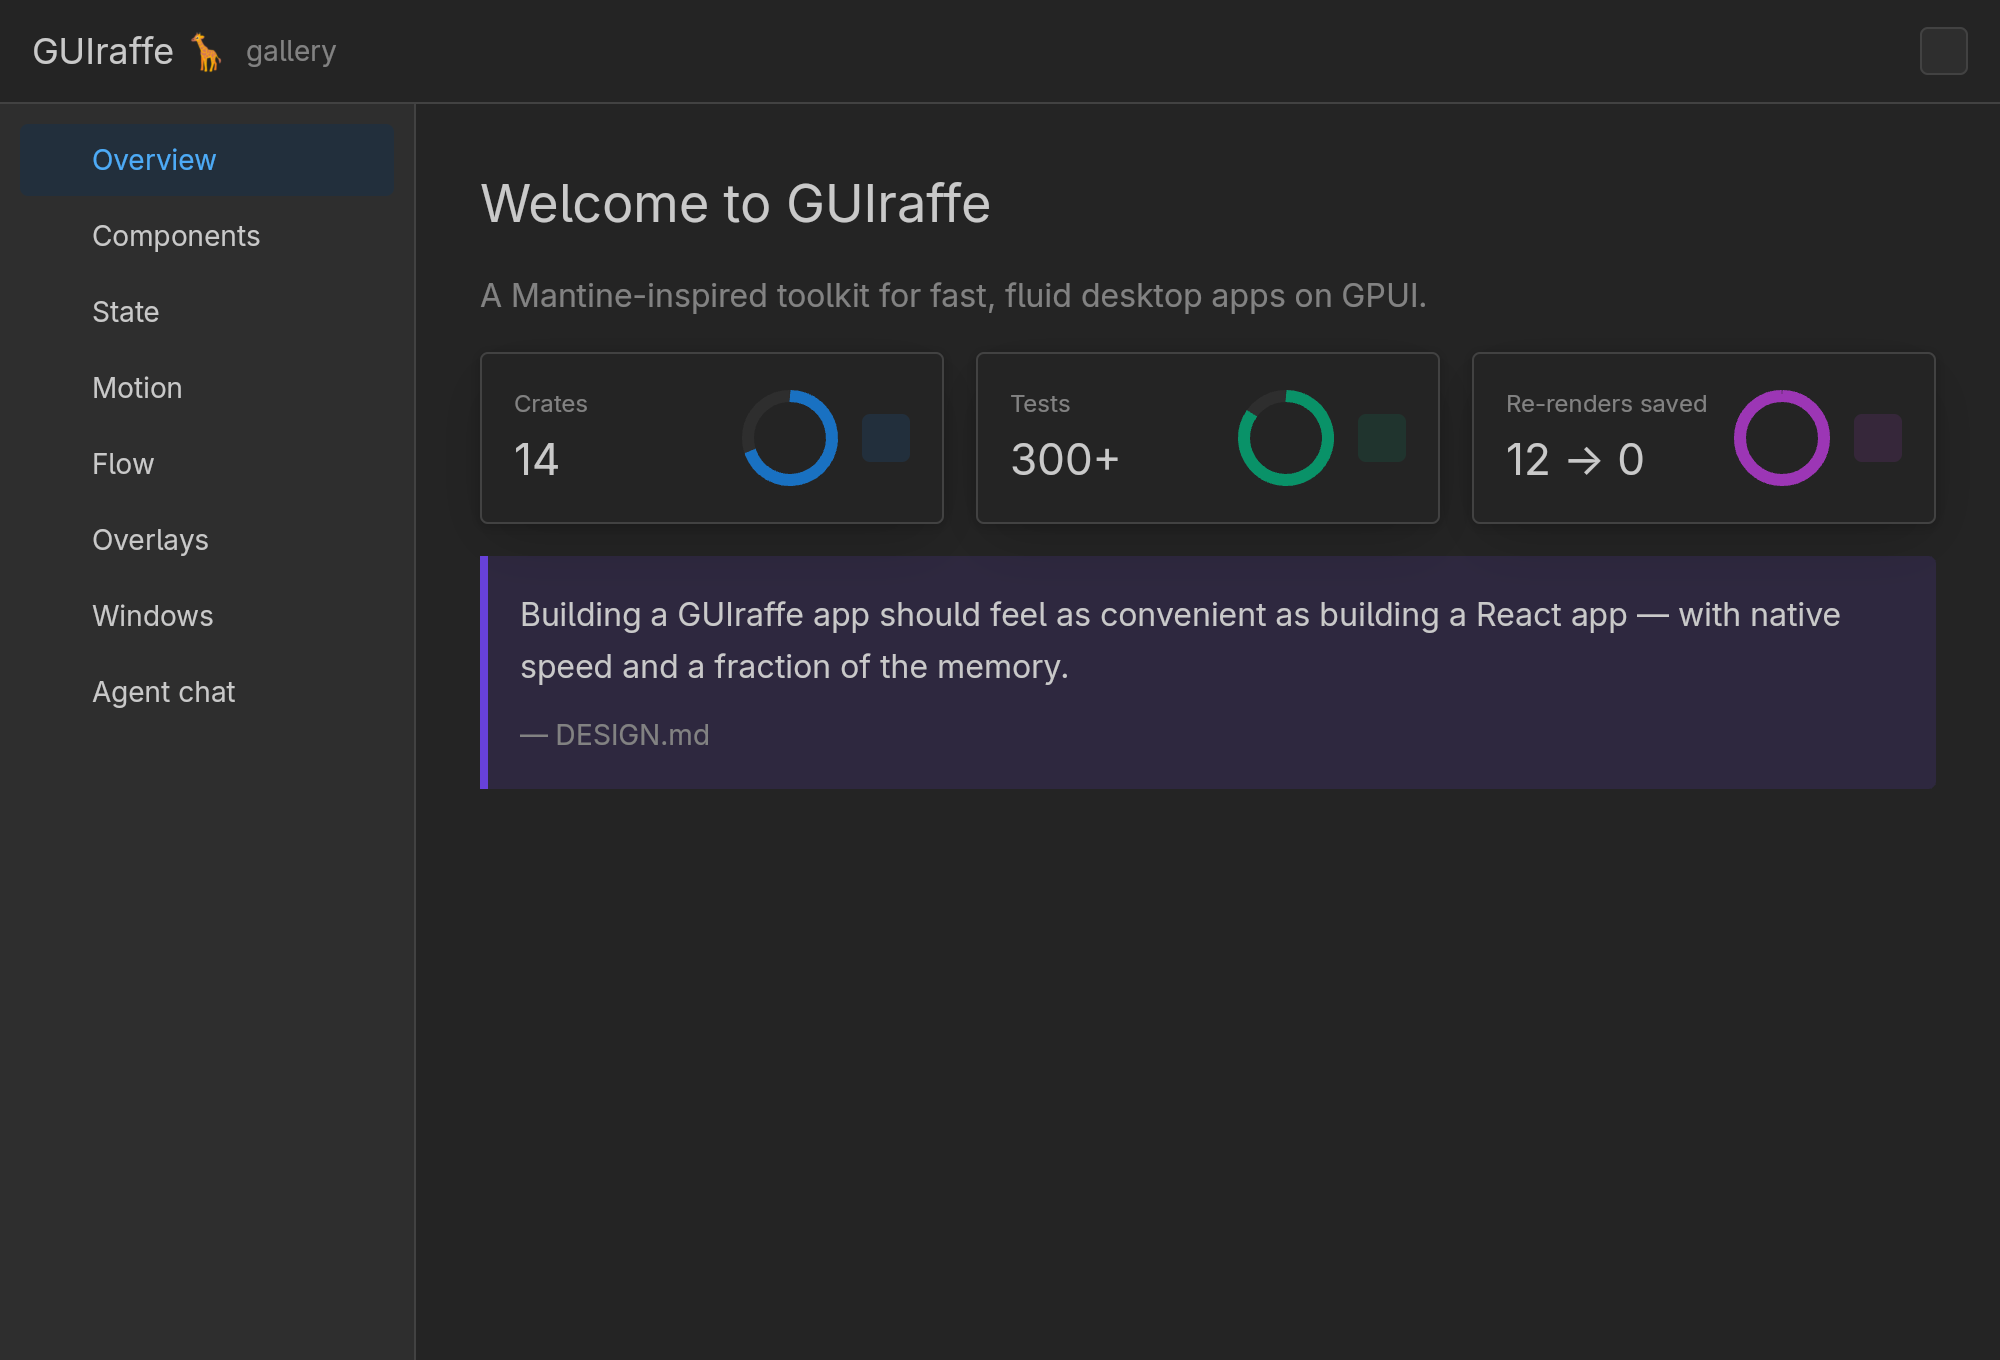 GUIraffe 🦒 gallery
Overview
Components
State
Motion
Flow
Overlays
Windows
Agent chat
Welcome to GUIraffe
A Mantine-inspired toolkit for fast, fluid desktop apps on GPUI.
Crates
14
Tests
300+
Re-renders saved
12 → 0
Building a GUIraffe app should feel as convenient as building a React app — with native
speed and a fraction of the memory.
— DESIGN.md